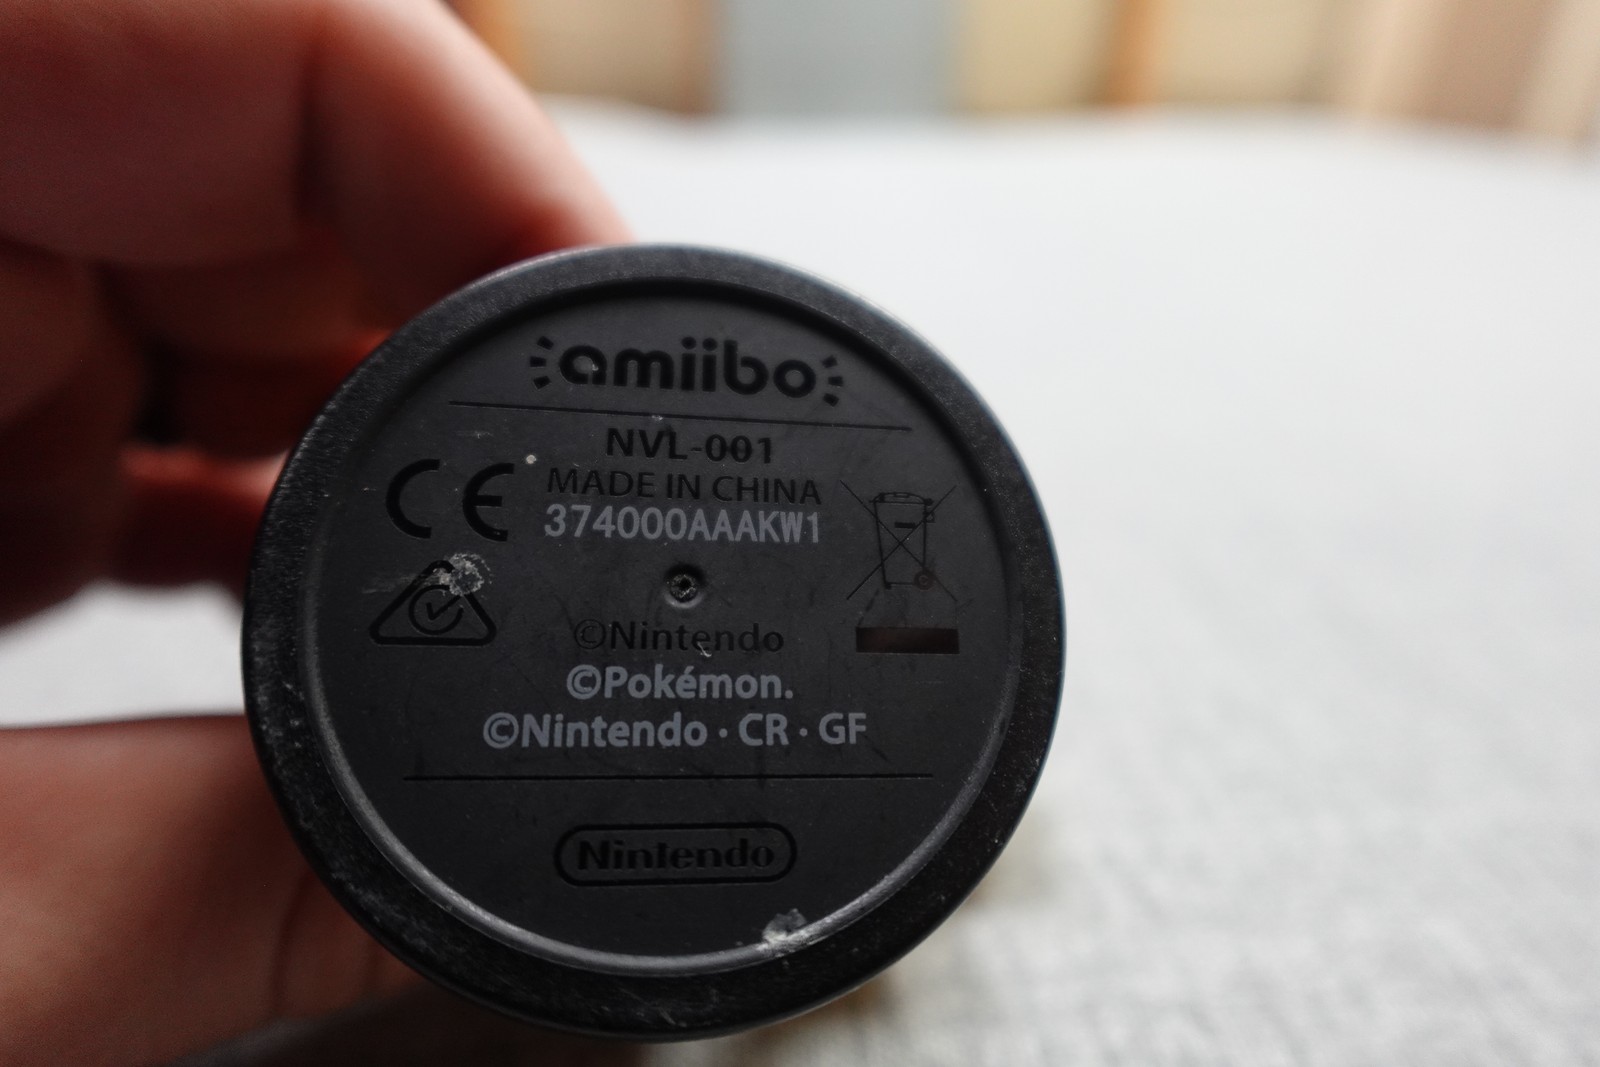 amiibo
NVL-001
MADE IN CHINA
CE
374000AAAKW1
©Nintendo
©Pokémon.
©Nintendo · CR · GF
Nintendo